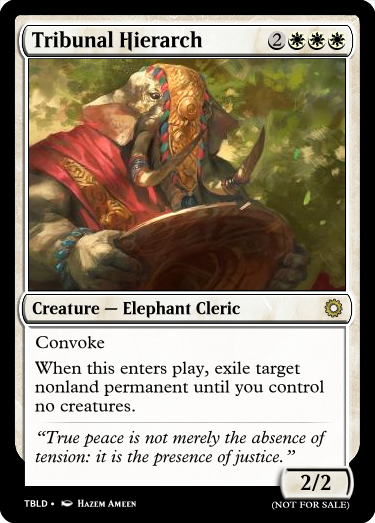 Tribunal Hierarch 2
Creature — Elephant Cleric
Convoke
When this enters play, exile target
nonland permanent until you control
no creatures.
“True peace is not merely the absence of
tension: it is the presence of justice.”
2/2
TBLD • Hazem Ameen
(NOT FOR SALE)